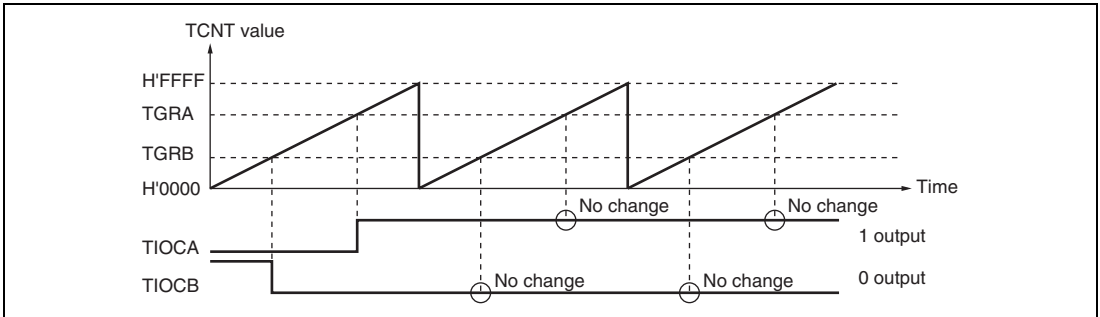 TCNT value
H'FFFF
TGRA
TGRB
H'0000
Time
No change No change
TIOCA
1 output
No change No change
TIOCB
0 output